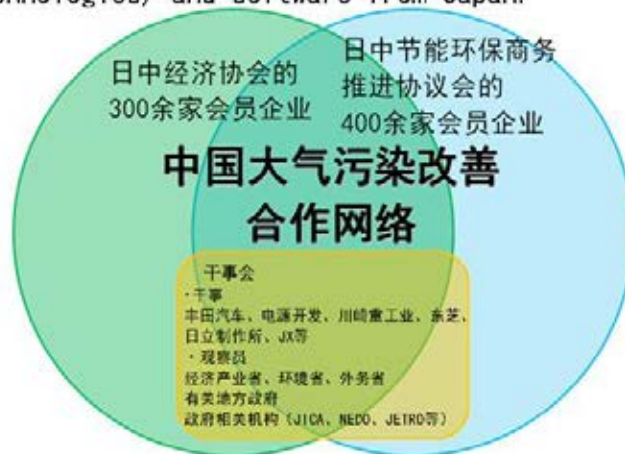 and software from Japan.
日中经济协会的
300余家会员企业
日中节能环保商务
推进协议会的
400余家会员企业
中国大气污染改善
合作网络
干事会
·干事
丰田汽车、电源开发、川崎重工业、东芝、
日立制作所、JX等
·观察员
经济产业省、环境省、外务省
有关地方政府
政府相关机构（JICA、NEDO、JETRO等）